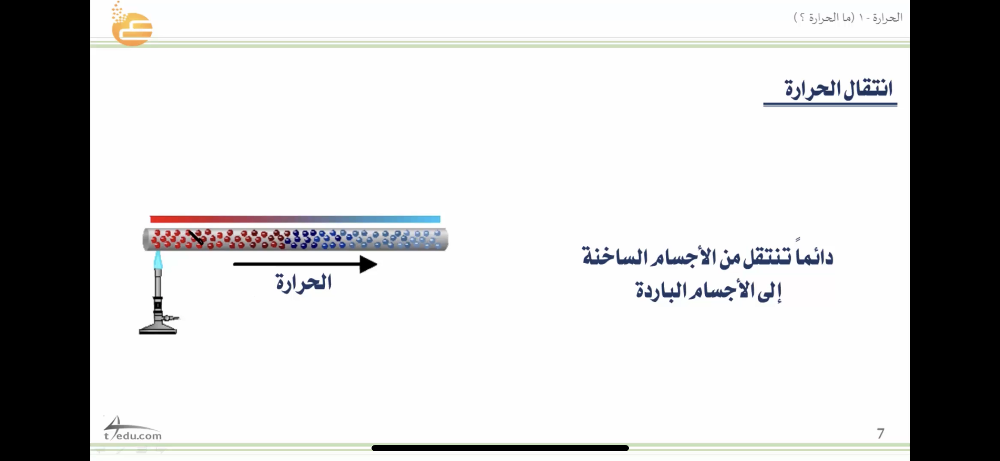 الحرارة - ١ (ما الحرارة ؟)
انتقال الحرارة
دائماً تنتقل من الأجسام الساخنة
إلى الأجسام الباردة
الحرارة
t4edu.com
7